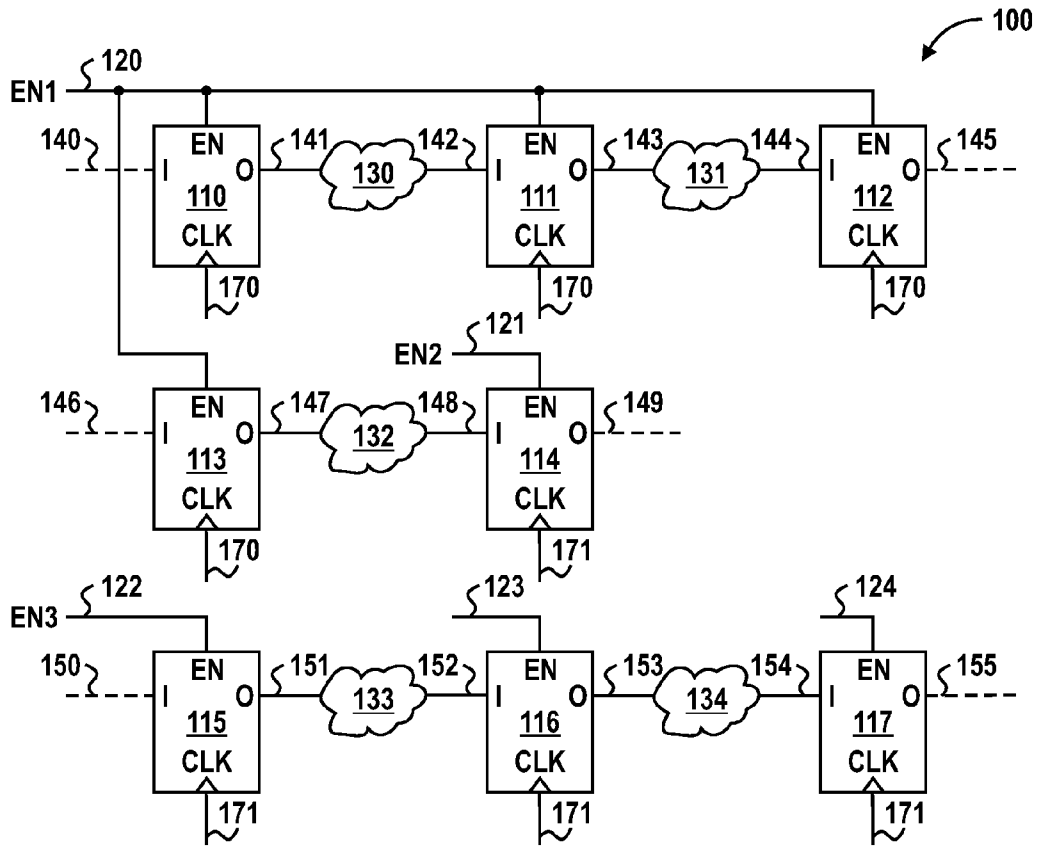 100
120
EN1
140 141 142 143 144 145
EN EN EN
I O 130 I O 131 I O
110 111 112
CLK CLK CLK
170 170 170
121
EN2
146 147 148 149
EN EN
I O 132 I O
113 114
CLK CLK
170 171
122 123 124
EN3
150 151 152 153 154 155
EN EN EN
I O 133 I O 134 I O
115 116 117
CLK CLK CLK
171 171 171